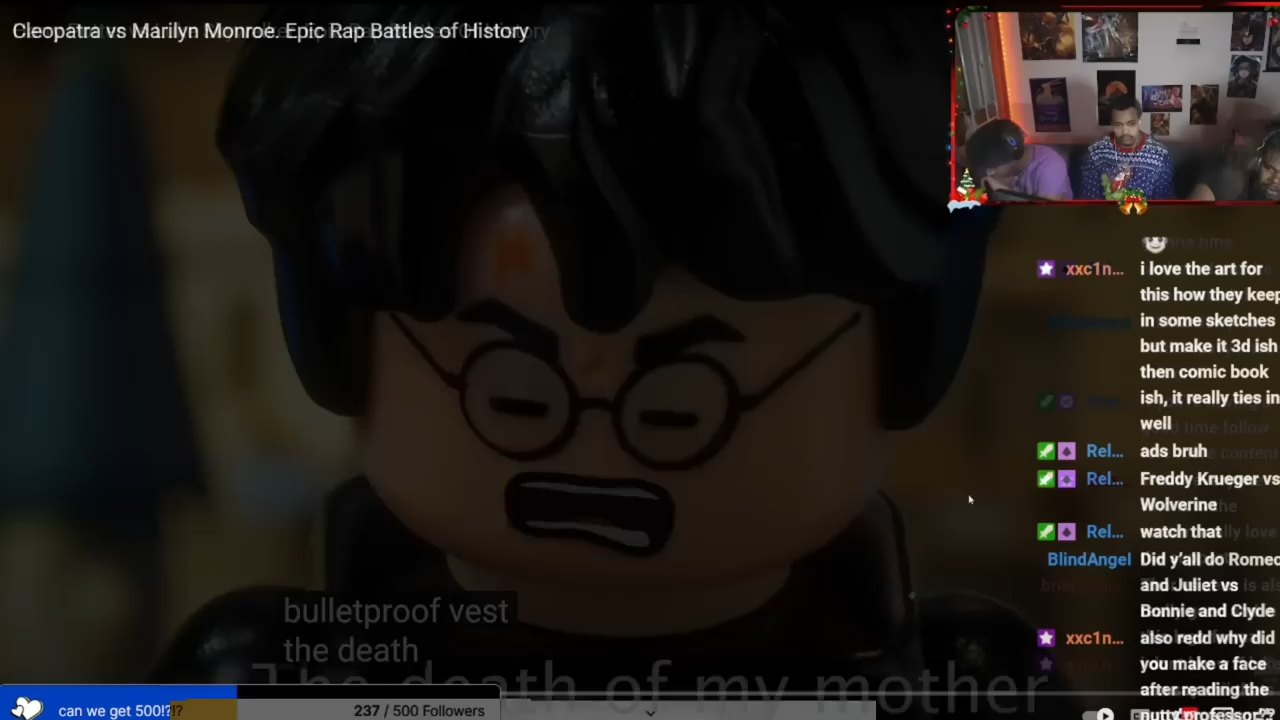 Cleopatra vs Marilyn Monroe. Epic Rap Battles of History
xxc1n... i love the art for
this how they keep
in some sketches
but make it 3d ish
then comic book
ish, it really ties in
well
Rel... ads bruh
Rel... Freddy Krueger vs
Wolverine
Rel... watch that
BlindAngel Did y'all do Romeo
and Juliet vs
Bonnie and Clyde
xxc1n... also redd why did
you make a face
after reading the
nutty professor?
bulletproof vest
the death
The death of my mother
can we get 500!?!?
237 / 500 Followers